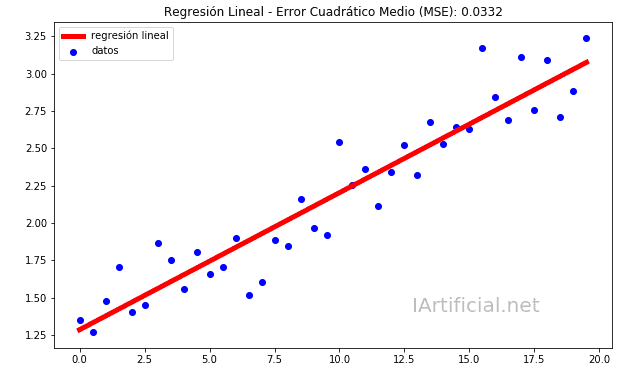 Regresión Lineal - Error Cuadrático Medio (MSE): 0.0332
regresión lineal
datos
3.25
3.00
2.75
2.50
2.25
2.00
1.75
1.50
1.25
IArtificial.net
0.0 2.5 5.0 7.5 10.0 12.5 15.0 17.5 20.0